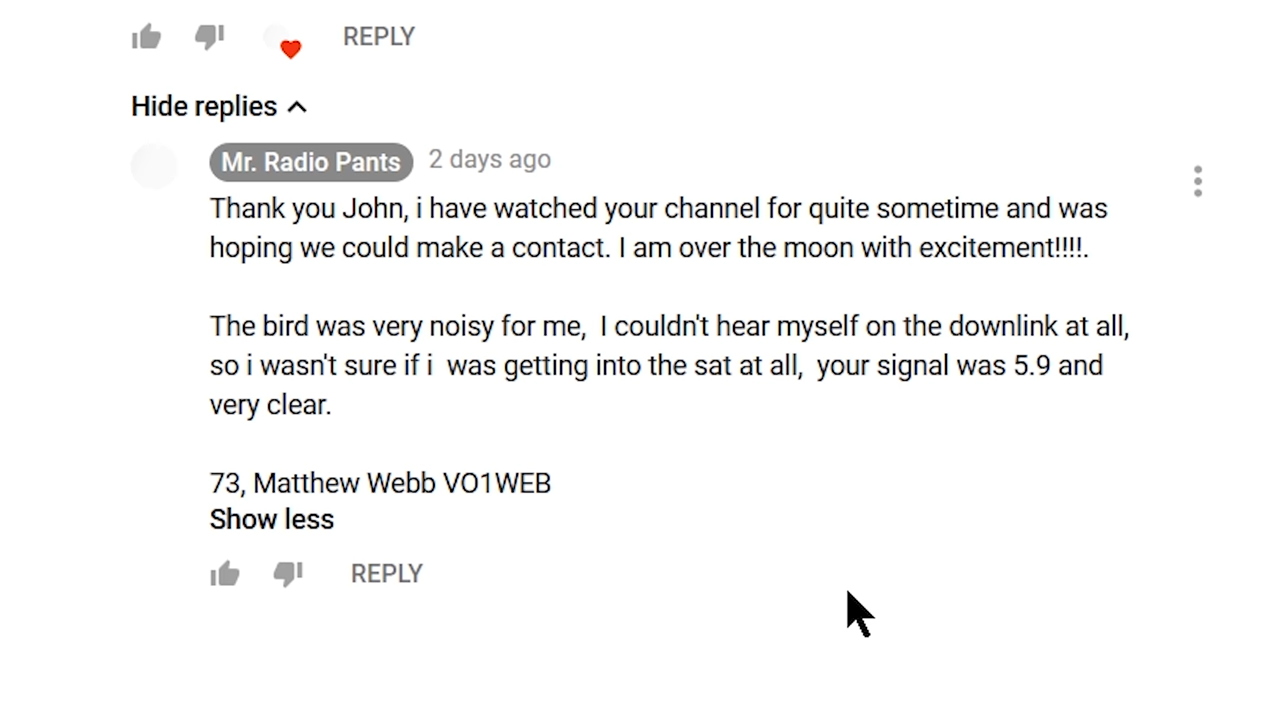 REPLY
Hide replies
Mr. Radio Pants 2 days ago
Thank you John, i have watched your channel for quite sometime and was
hoping we could make a contact. I am over the moon with excitement!!!!.
The bird was very noisy for me,  I couldn't hear myself on the downlink at all,
so i wasn't sure if i  was getting into the sat at all,  your signal was 5.9 and
very clear.
73, Matthew Webb VO1WEB
Show less
REPLY